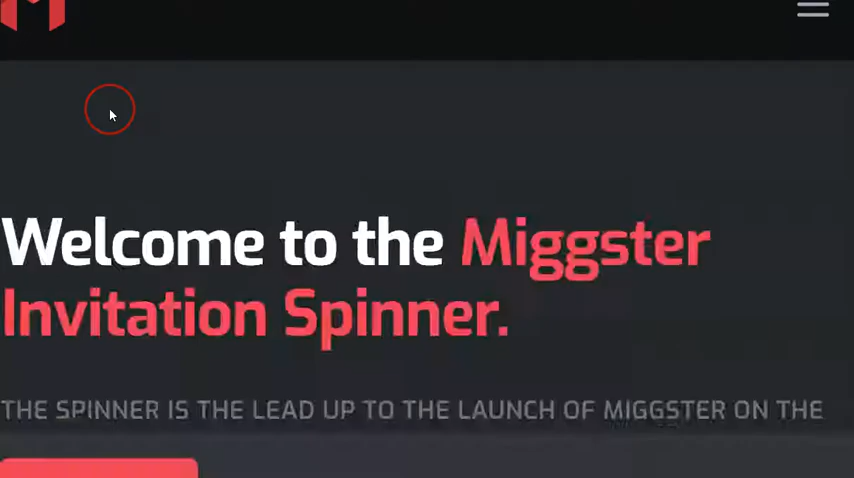 Welcome to the Miggster
Invitation Spinner.
THE SPINNER IS THE LEAD UP TO THE LAUNCH OF MIGGSTER ON THE